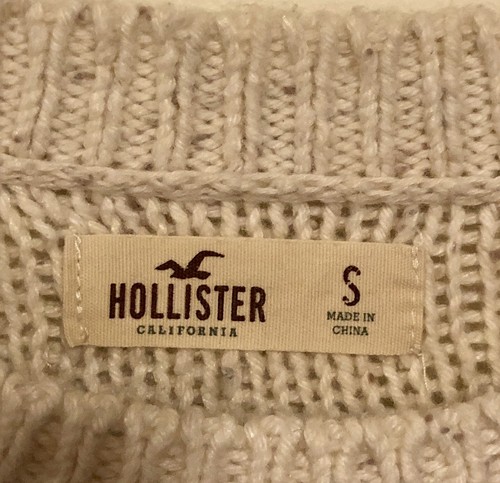 HOLLISTER
CALIFORNIA
S
MADE IN
CHINA